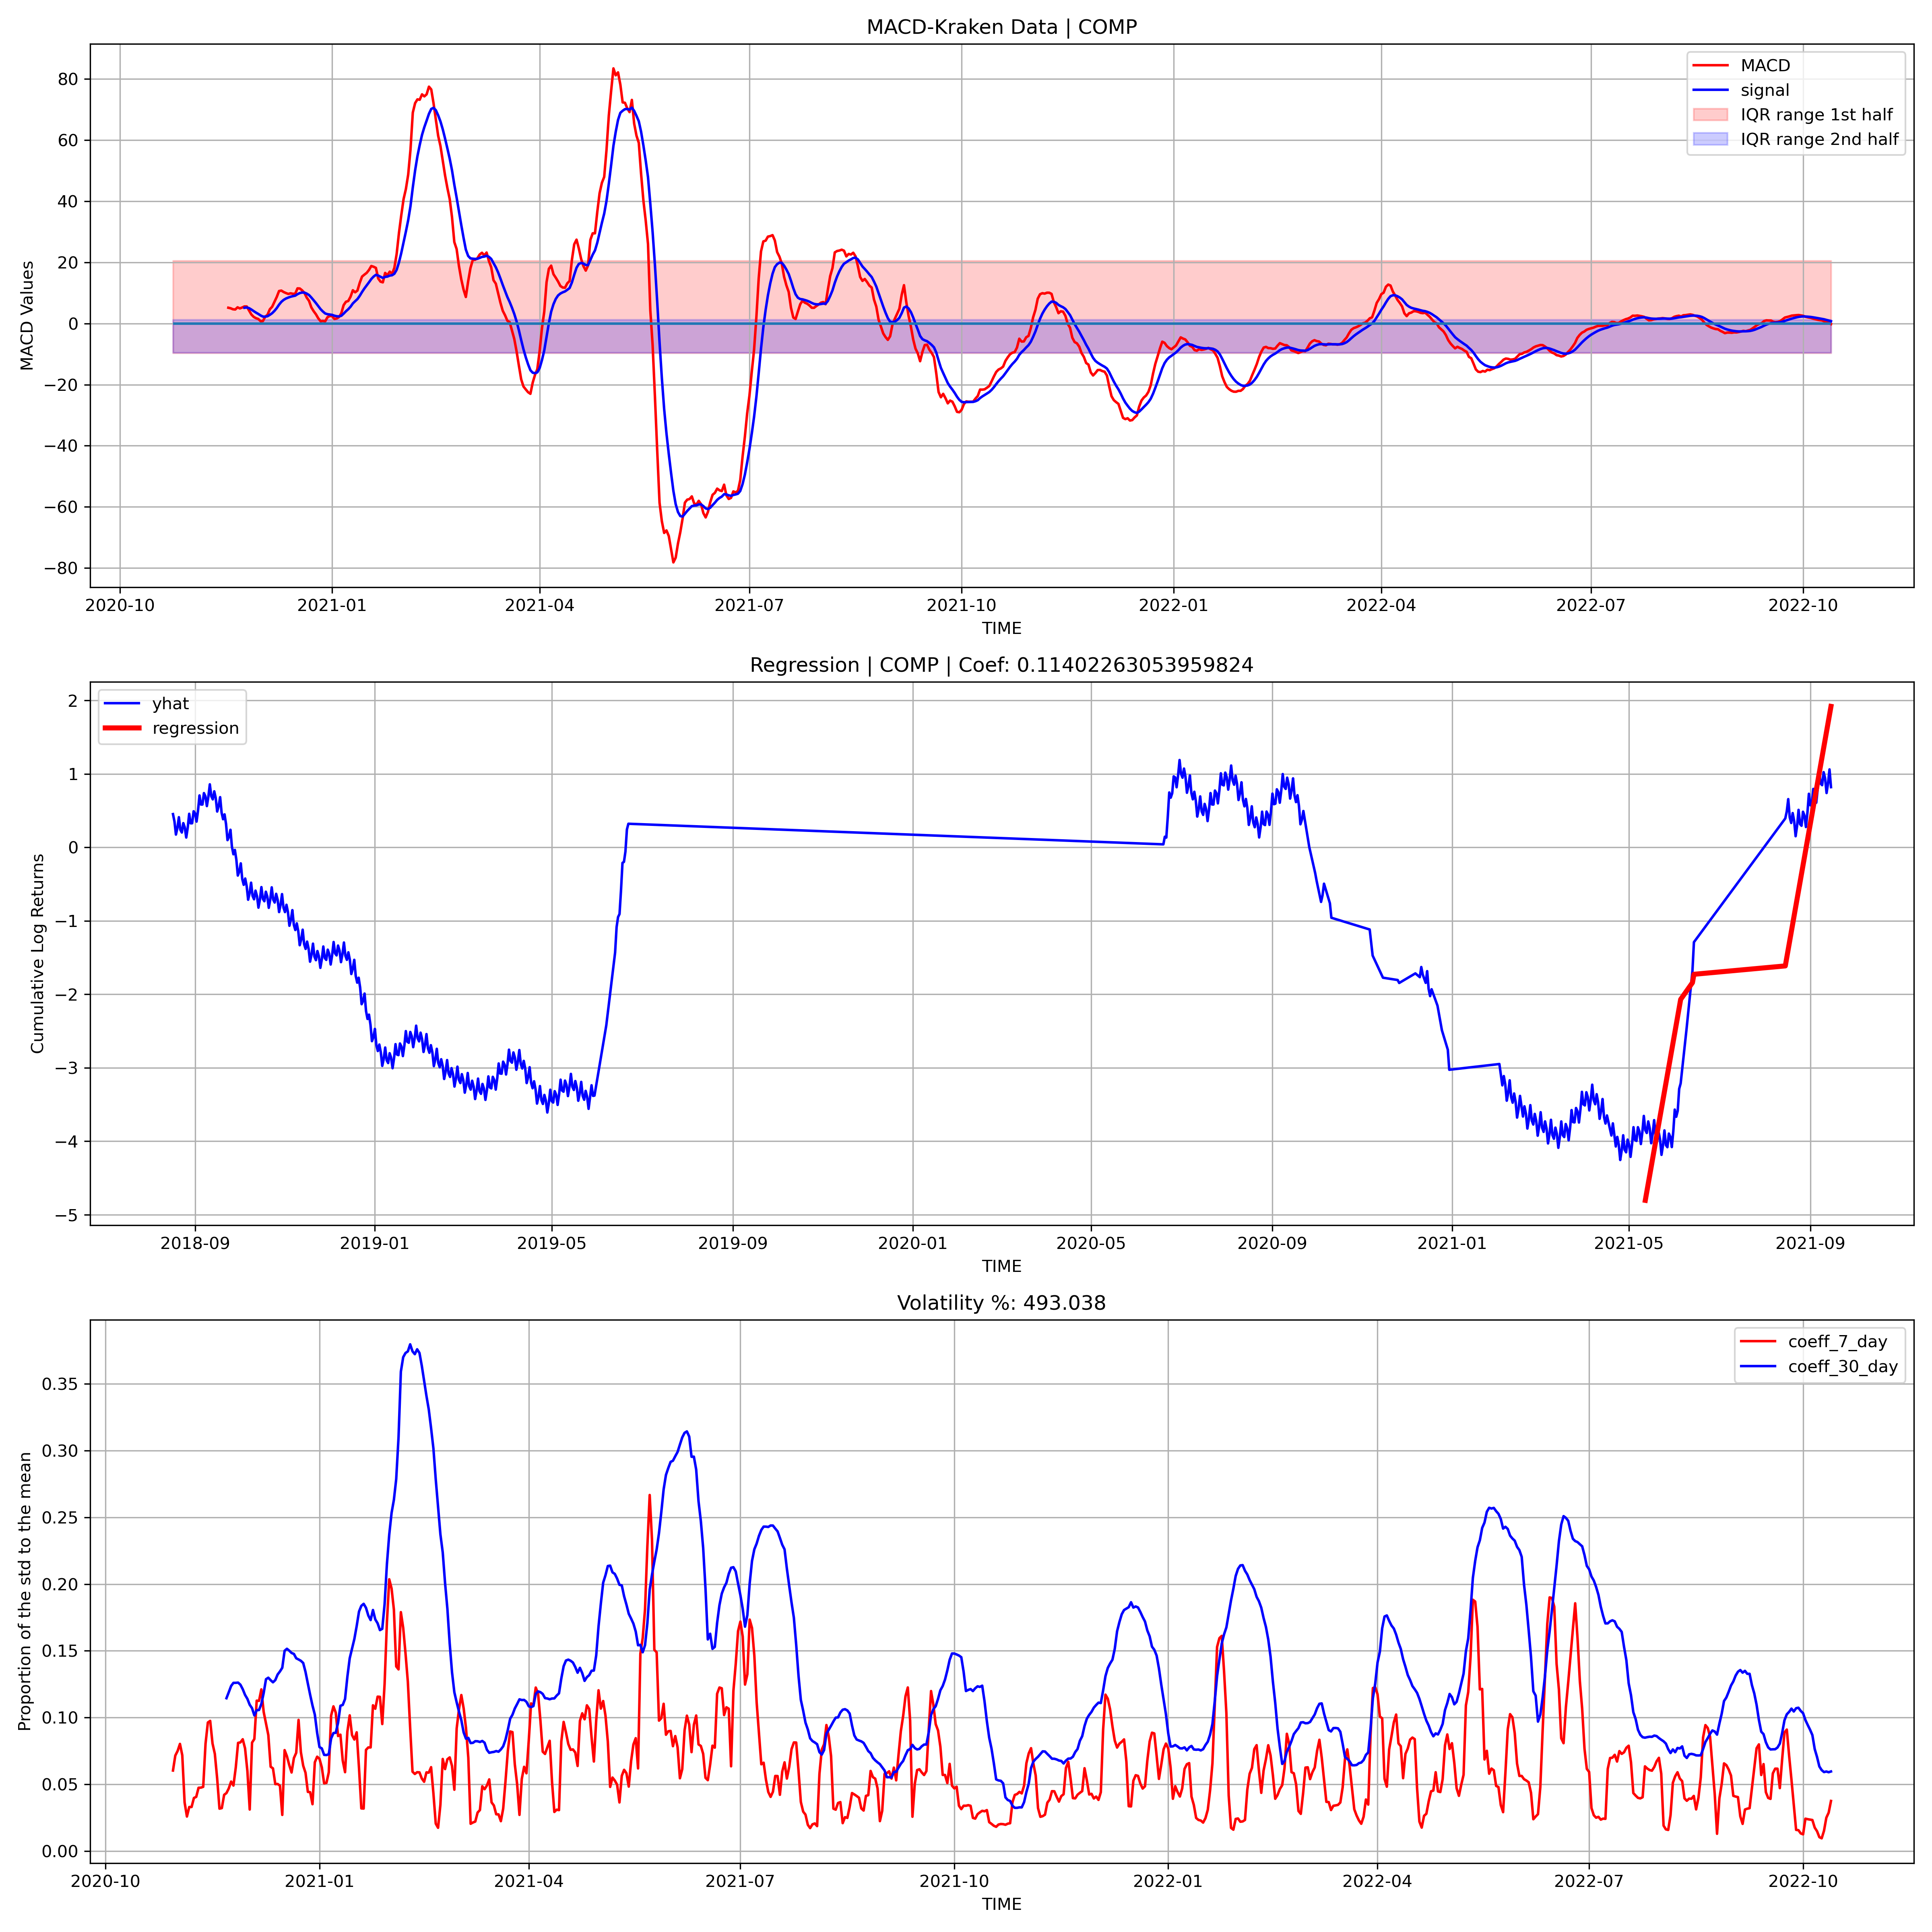 MACD-Kraken Data | COMP
MACD
signal
IQR range 1st half
IQR range 2nd half
MACD Values
80
60
40
20
0
−20
−40
−60
−80
2020-10 2021-01 2021-04 2021-07 2021-10 2022-01 2022-04 2022-07 2022-10
TIME
Regression | COMP | Coef: 0.11402263053959824
yhat
regression
Cumulative Log Returns
2
1
0
−1
−2
−3
−4
−5
2018-09 2019-01 2019-05 2019-09 2020-01 2020-05 2020-09 2021-01 2021-05 2021-09
TIME
Volatility %: 493.038
coeff_7_day
coeff_30_day
Proportion of the std to the mean
0.35
0.30
0.25
0.20
0.15
0.10
0.05
0.00
2020-10 2021-01 2021-04 2021-07 2021-10 2022-01 2022-04 2022-07 2022-10
TIME